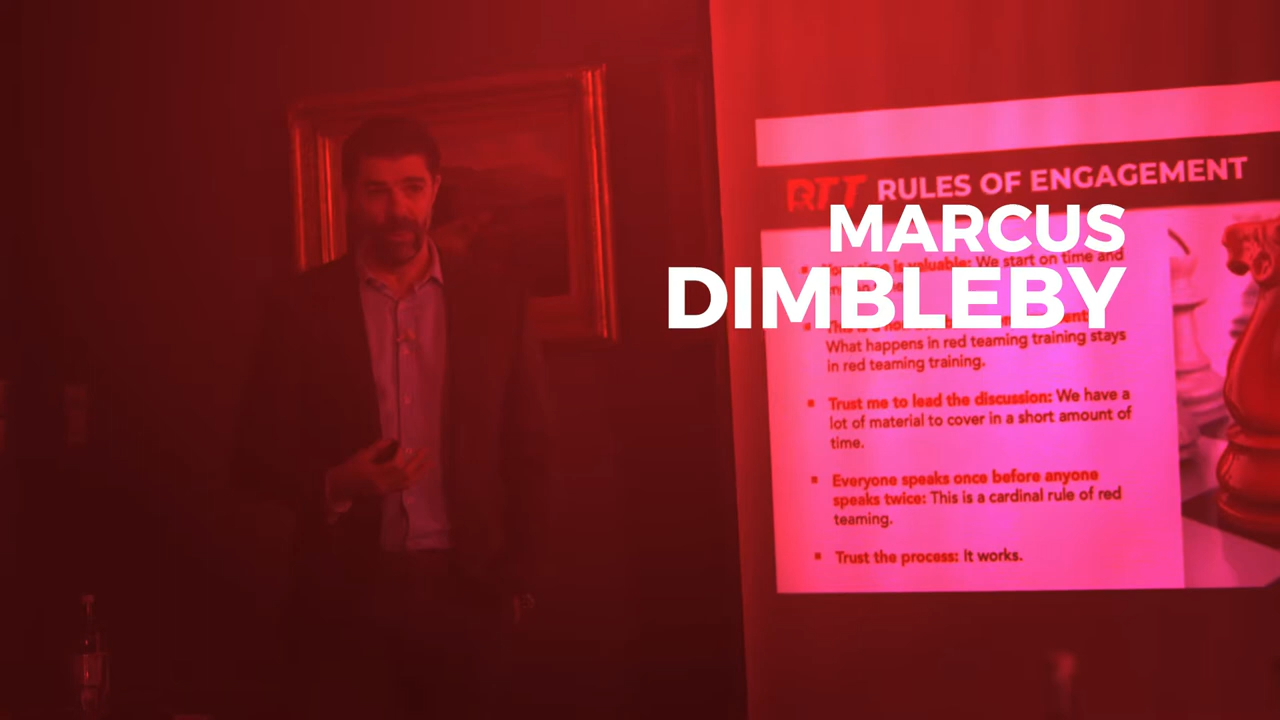 RTT RULES OF ENGAGEMENT
MARCUS
DIMBLEBY
is valuable: We start on time and
What happens in red teaming training stays
in red teaming training.
Trust me to lead the discussion: We have a
lot of material to cover in a short amount of
time.
Everyone speaks once before anyone
speaks twice: This is a cardinal rule of red
teaming.
Trust the process: It works.